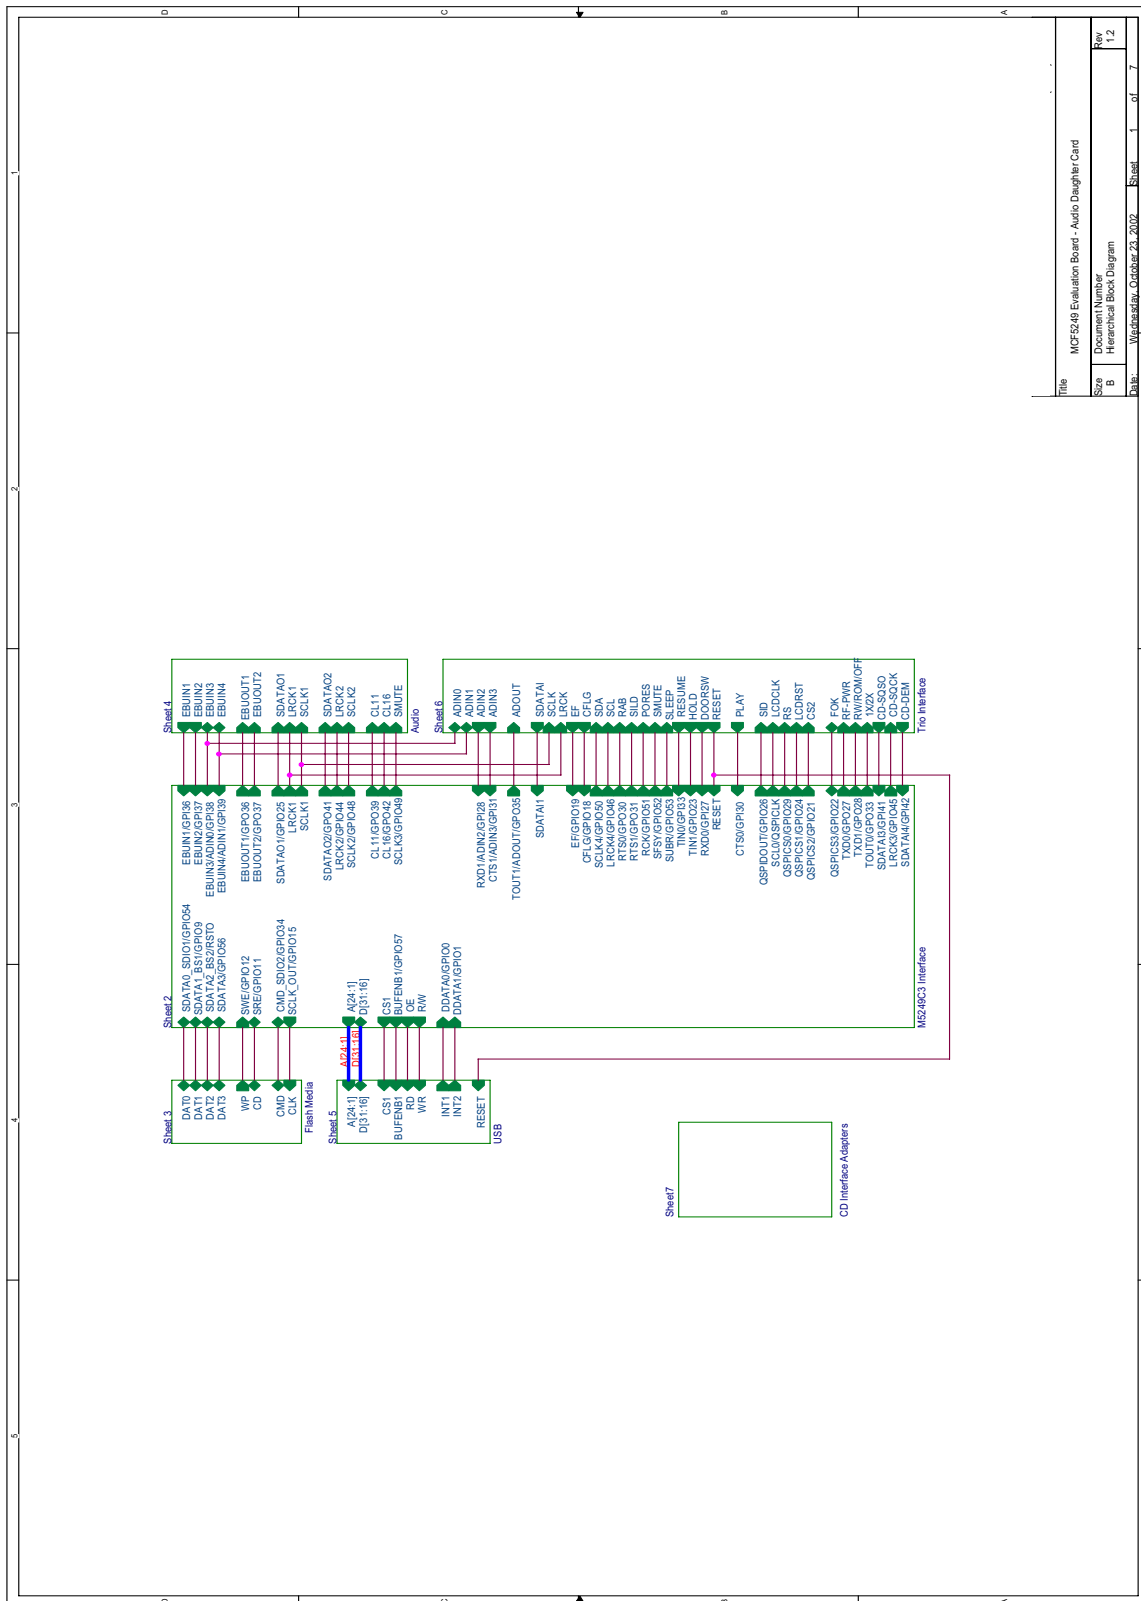 5
4
3
2
1
D
C
B
A
Sheet 3
DAT0
DAT1
DAT2
DAT3
WP
CD
CMD
CLK
Flash Media
Sheet 5
A[24:1]
D[31:16]
CS1
BUFENB1
RD
WR
INT1
INT2
RESET
USB
A[24:1]
D[31:16]
Sheet7
CD Interface Adapters
Sheet 2
SDATA0_SDIO1/GPIO54
SDATA1_BS1/GPIO9
SDATA2_BS2/RSTO
SDATA3/GPIO56
SWE/GPIO12
SRE/GPIO11
CMD_SDIO2/GPIO34
SCLK_OUT/GPIO15
A[24:1]
D[31:16]
CS1
BUFENB1/GPIO57
OE
R/W
DDATA0/GPIO0
DDATA1/GPIO1
EBUIN1/GPI36
EBUIN2/GPI37
EBUIN3/ADIN0/GPI38
EBUIN4/ADIN1/GPI39
EBUOUT1/GPO36
EBUOUT2/GPO37
SDATAO1/GPIO25
LRCK1
SCLK1
SDATAO2/GPO41
LRCK2/GPIO44
SCLK2/GPIO48
CL11/GPO39
CL16/GPO42
SCLK3/GPIO49
RXD1/ADIN2/GPI28
CTS1/ADIN3/GPI31
TOUT1/ADOUT/GPO35
SDATAI1
EF/GPIO19
CFLG/GPIO18
SCLK4/GPIO50
LRCK4/GPIO46
RTS0/GPO30
RTS1/GPO31
RCK/GPIO51
SFSY/GPIO52
SUBR/GPIO53
TIN0/GPI33
TIN1/GPIO23
RXD0/GPI27
RESET
CTS0/GPI30
QSPIDOUT/GPIO26
SCL0/QSPICLK
QSPICS0/GPIO29
QSPICS1/GPIO24
QSPICS2/GPIO21
QSPICS3/GPIO22
TXD0/GPO27
TXD1/GPO28
TOUT0/GPO33
SDATAI3/GPI41
LRCK3/GPIO45
SDATAI4/GPI42
M5249C3 Interface
Sheet 4
EBUIN1
EBUIN2
EBUIN3
EBUIN4
EBUOUT1
EBUOUT2
SDATAO1
LRCK1
SCLK1
SDATAO2
LRCK2
SCLK2
CL11
CL16
SMUTE
Audio
Sheet 6
ADIN0
ADIN1
ADIN2
ADIN3
ADOUT
SDATAI
SCLK
LRCK
EF
CFLG
SDA
SCL
RAB
SILD
PORES
SMUTE
SLEEP
RESUME
HOLD
DOORSW
RESET
PLAY
SID
LCDCLK
RS
LCDRST
CS2
FOK
RF-PWR
RW/ROM/OFF
1X/2X
CD-SQSO
CD-SQCK
CD-DEM
Trio Interface
Title
MCF5249 Evaluation Board - Audio Daughter Card
Size
Document Number
Rev
B
Hierarchical Block Diagram
1.2
Date:
Wednesday, October 23, 2002
Sheet
1
of
7